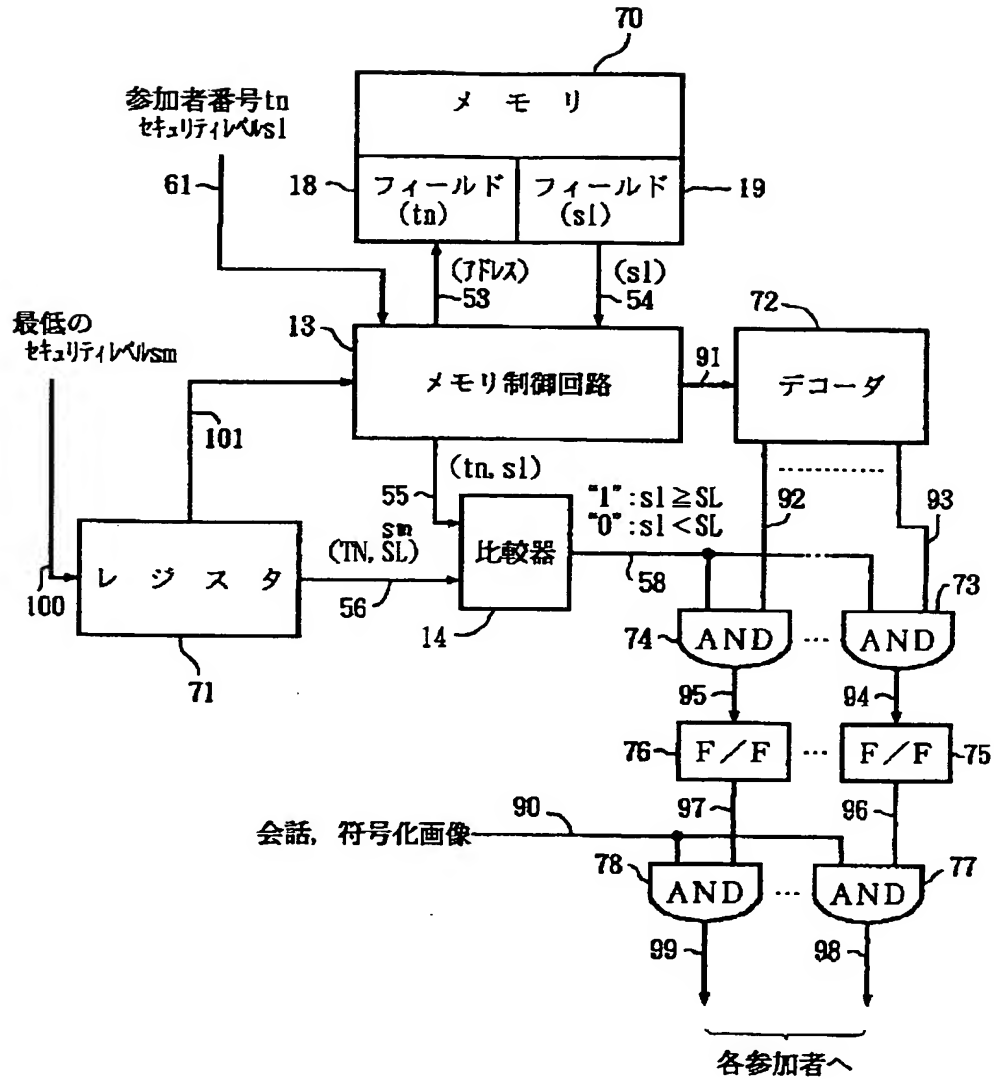 70
メモリ
参加者番号tn
セキュリティレベルsl
61
18
フィールド
(tn)
フィールド
(sl)
19
(アドレス)
53
(sl)
54
最低の
セキュリティレベルsm
13
メモリ制御回路
91
72
デコーダ
101
(tn, sl)
55
"1":sl≧SL
"0":sl<SL
92
93
sm
(TN, SL)
比較器
58
100
レジスタ
56
14
71
74
AND
...
AND
73
95
94
76
F/F
...
F/F
75
97
96
90
会話, 符号化画像
78
AND
...
AND
77
99
98
各参加者へ